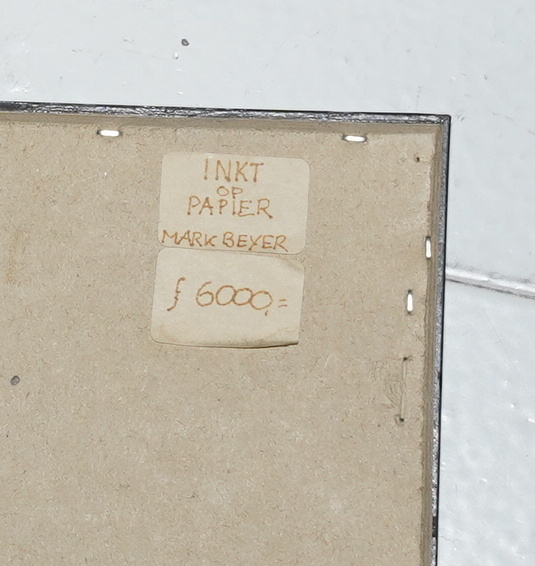 INKT
OP
PAPIER
MARK BEYER
ƒ 6000,=